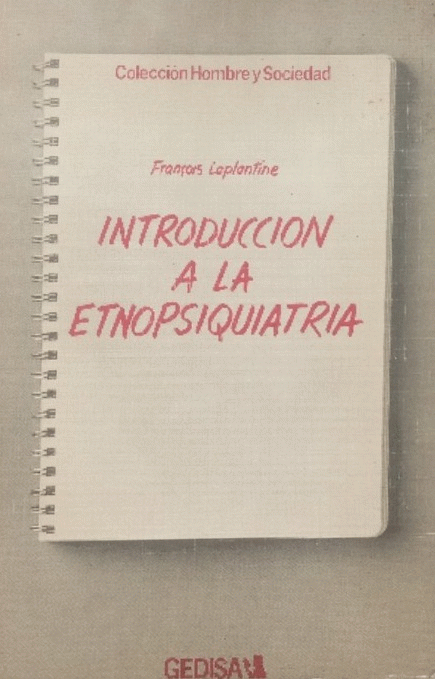 Colección Hombre y Sociedad
François Laplantine
INTRODUCCION
A LA
ETNOPSIQUIATRIA
GEDISA